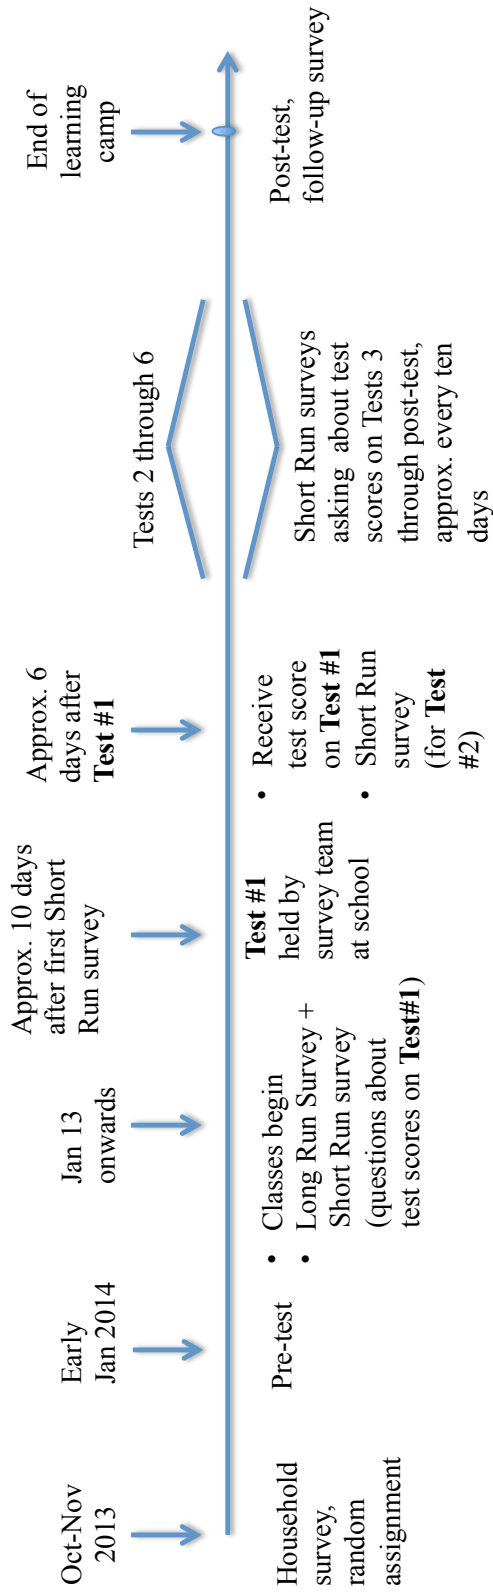 Oct-Nov
2013
Household
survey,
random
assignment
Early
Jan 2014
Pre-test
Jan 13
onwards
• Classes begin
• Long Run Survey +
Short Run survey
(questions about
test scores on Test#1)
Approx. 10 days
after first Short
Run survey
Test #1
held by
survey team
at school
Approx. 6
days after
Test #1
• Receive
test score
on Test #1
• Short Run
survey
(for Test
#2)
Tests 2 through 6
Short Run surveys
asking about test
scores on Tests 3
through post-test,
approx. every ten
days
End of
learning
camp
Post-test,
follow-up survey